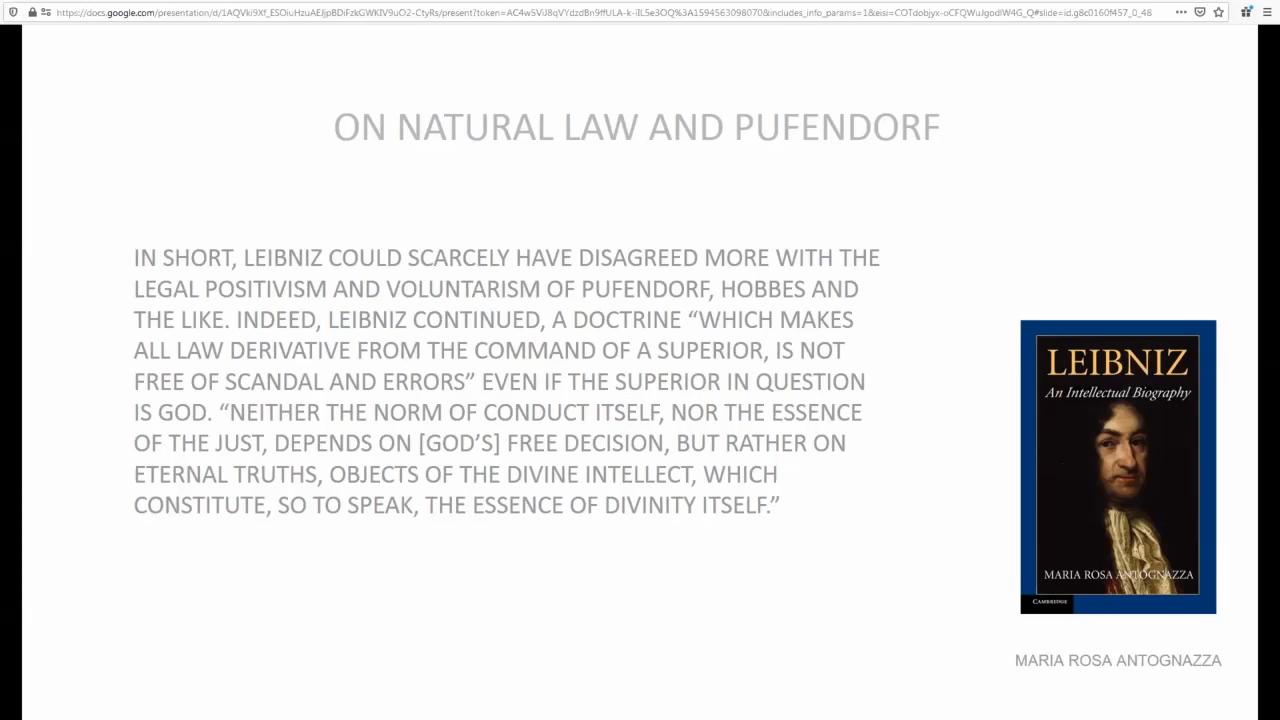 ON NATURAL LAW AND PUFENDORF
IN SHORT, LEIBNIZ COULD SCARCELY HAVE DISAGREED MORE WITH THE
LEGAL POSITIVISM AND VOLUNTARISM OF PUFENDORF, HOBBES AND
THE LIKE. INDEED, LEIBNIZ CONTINUED, A DOCTRINE “WHICH MAKES
ALL LAW DERIVATIVE FROM THE COMMAND OF A SUPERIOR, IS NOT
FREE OF SCANDAL AND ERRORS” EVEN IF THE SUPERIOR IN QUESTION
IS GOD. “NEITHER THE NORM OF CONDUCT ITSELF, NOR THE ESSENCE
OF THE JUST, DEPENDS ON [GOD’S] FREE DECISION, BUT RATHER ON
ETERNAL TRUTHS, OBJECTS OF THE DIVINE INTELLECT, WHICH
CONSTITUTE, SO TO SPEAK, THE ESSENCE OF DIVINITY ITSELF.”
LEIBNIZ
An Intellectual Biography
MARIA ROSA ANTOGNAZZA
CAMBRIDGE
MARIA ROSA ANTOGNAZZA